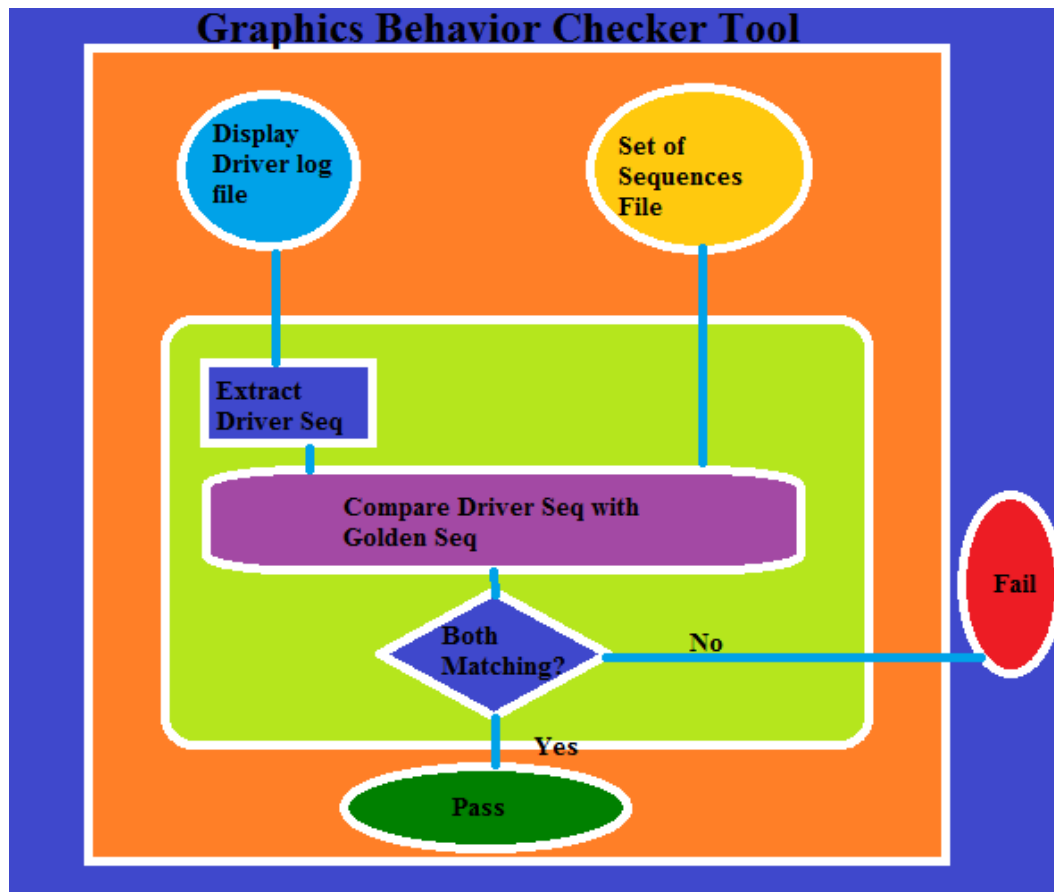 Graphics Behavior Checker Tool
Display
Driver log
file
Set of
Sequences
File
Extract
Driver Seq
Compare Driver Seq with
Golden Seq
Both
Matching?
No
Fail
Yes
Pass